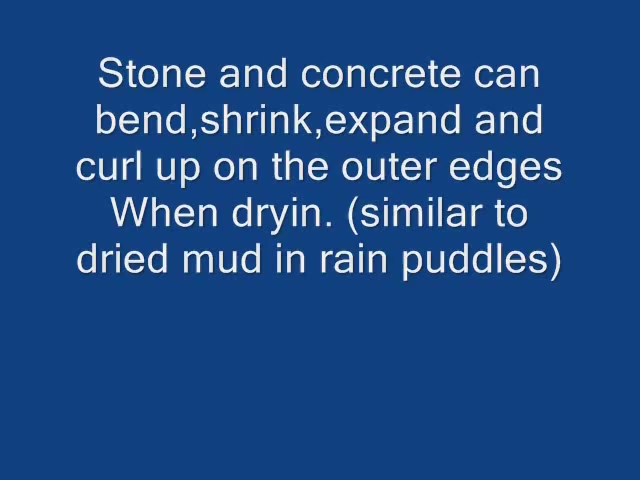 Stone and concrete can
bend,shrink,expand and
curl up on the outer edges
When dryin. (similar to
dried mud in rain puddles)